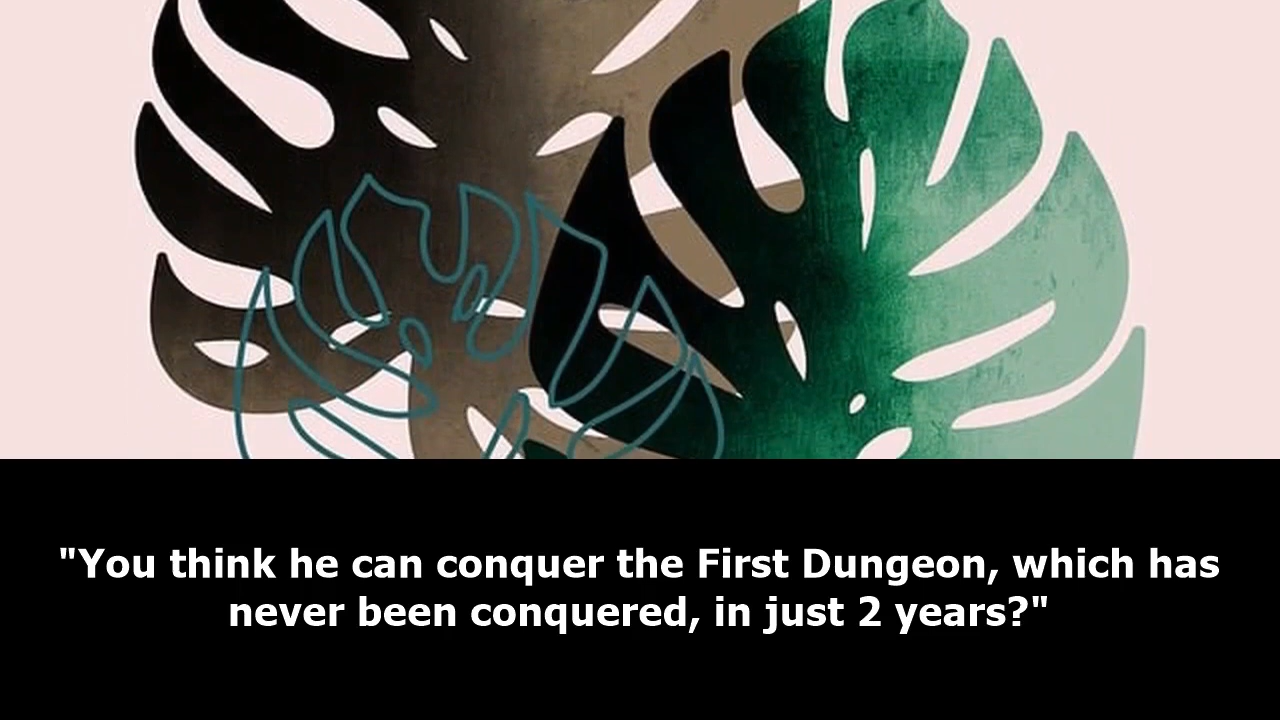 "You think he can conquer the First Dungeon, which has
never been conquered, in just 2 years?"